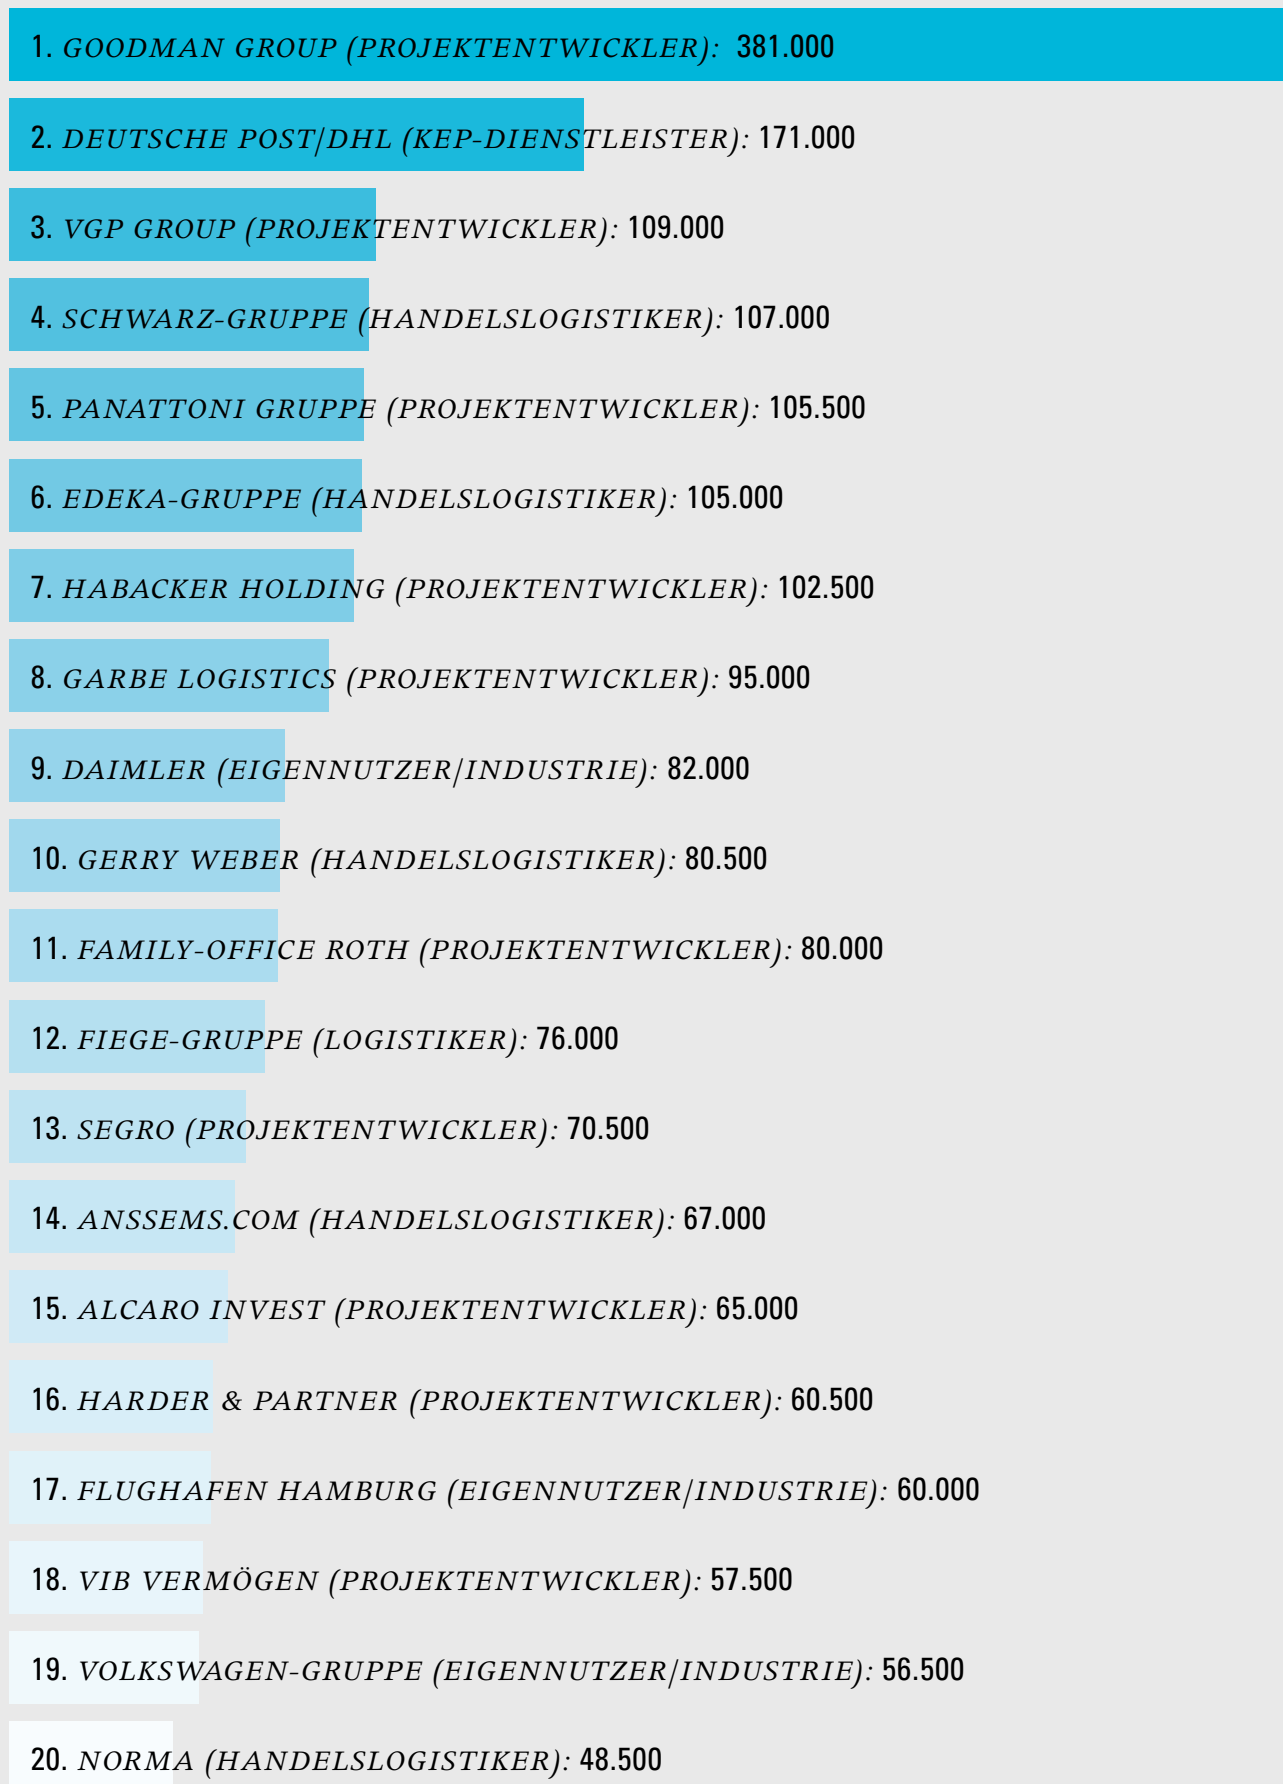 1. GOODMAN GROUP (PROJEKTENTWICKLER): 381.000
2. DEUTSCHE POST/DHL (KEP-DIENSTLEISTER): 171.000
3. VGP GROUP (PROJEKTENTWICKLER): 109.000
4. SCHWARZ-GRUPPE (HANDELSLOGISTIKER): 107.000
5. PANATTONI GRUPPE (PROJEKTENTWICKLER): 105.500
6. EDEKA-GRUPPE (HANDELSLOGISTIKER): 105.000
7. HABACKER HOLDING (PROJEKTENTWICKLER): 102.500
8. GARBE LOGISTICS (PROJEKTENTWICKLER): 95.000
9. DAIMLER (EIGENNUTZER/INDUSTRIE): 82.000
10. GERRY WEBER (HANDELSLOGISTIKER): 80.500
11. FAMILY-OFFICE ROTH (PROJEKTENTWICKLER): 80.000
12. FIEGE-GRUPPE (LOGISTIKER): 76.000
13. SEGRO (PROJEKTENTWICKLER): 70.500
14. ANSSEMS.COM (HANDELSLOGISTIKER): 67.000
15. ALCARO INVEST (PROJEKTENTWICKLER): 65.000
16. HARDER & PARTNER (PROJEKTENTWICKLER): 60.500
17. FLUGHAFEN HAMBURG (EIGENNUTZER/INDUSTRIE): 60.000
18. VIB VERMÖGEN (PROJEKTENTWICKLER): 57.500
19. VOLKSWAGEN-GRUPPE (EIGENNUTZER/INDUSTRIE): 56.500
20. NORMA (HANDELSLOGISTIKER): 48.500